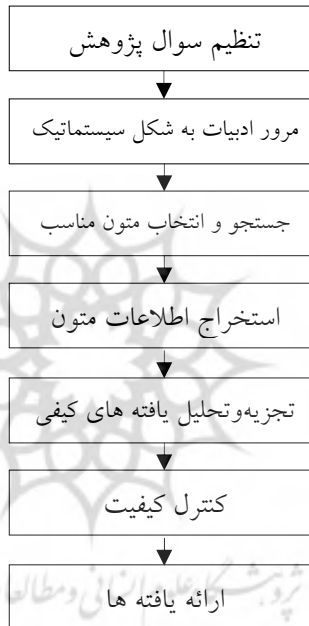 تنظیم سوال پژوهش
مرور ادبیات به شکل سیستماتیک
جستجو و انتخاب متون مناسب
استخراج اطلاعات متون
تجزیه‌وتحلیل یافته های کیفی
کنترل کیفیت
ارائه یافته ها